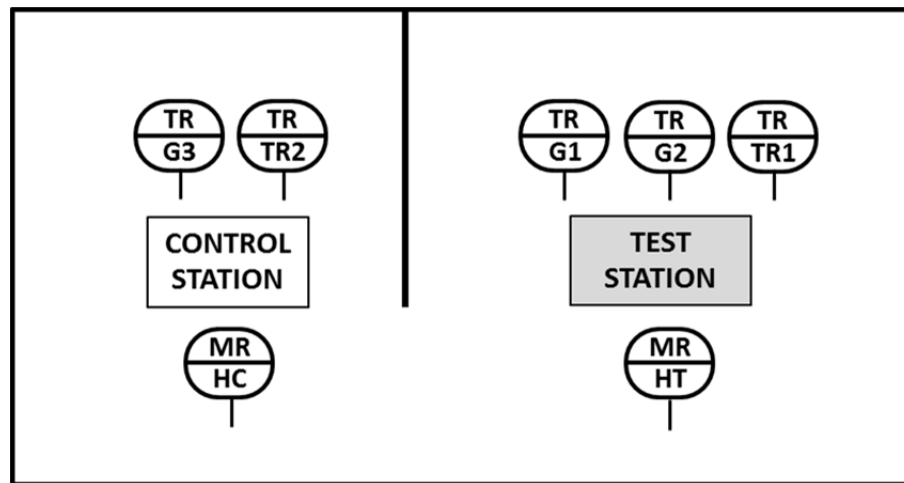 TR TR TR TR TR
G3 TR2 G1 G2 TR1
CONTROL
STATION
TEST
STATION
MR MR
HC HT